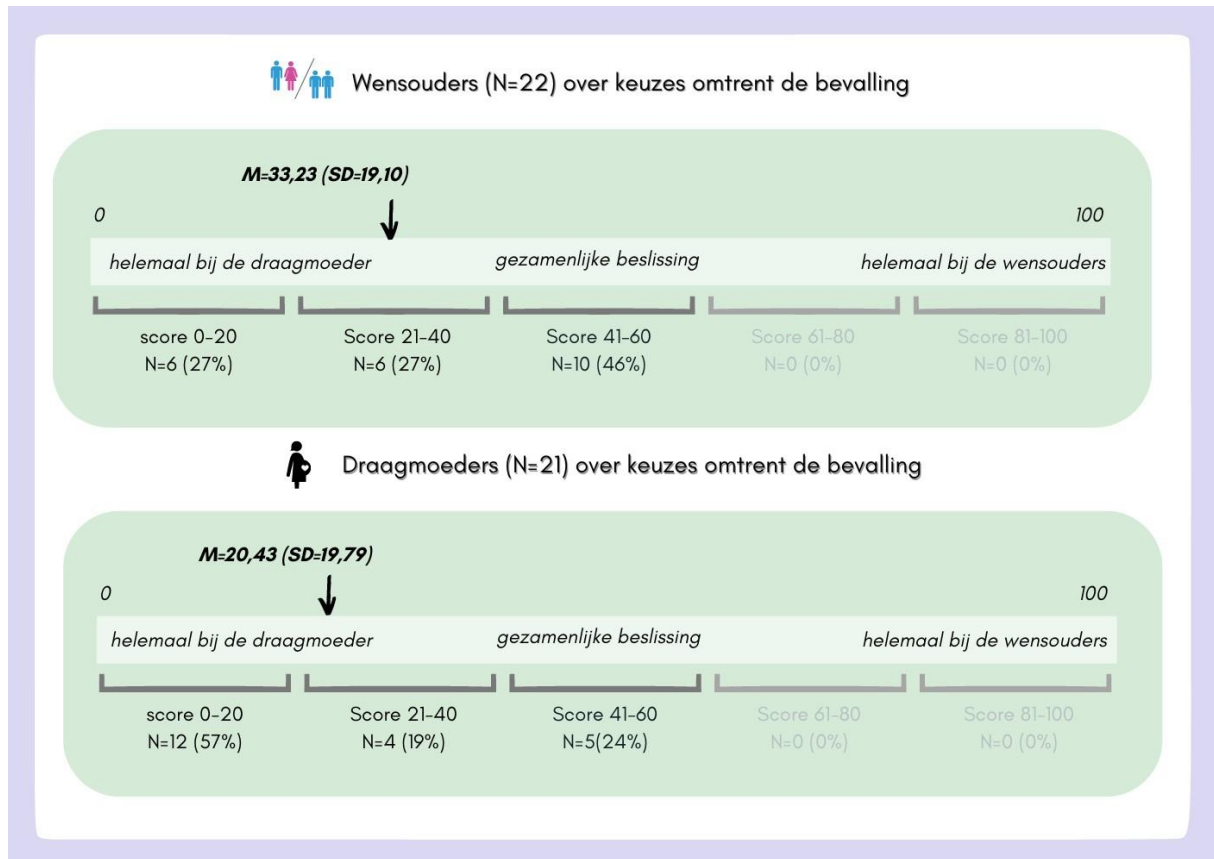 Wensouders (N=22) over keuzes omtrent de bevalling
M=33,23 (SD=19,10)
0 100
helemaal bij de draagmoeder gezamenlijke beslissing helemaal bij de wensouders
score 0-20 Score 21-40 Score 41-60 Score 61-80 Score 81-100
N=6 (27%) N=6 (27%) N=10 (46%) N=0 (0%) N=0 (0%)
Draagmoeders (N=21) over keuzes omtrent de bevalling
M=20,43 (SD=19,79)
0 100
helemaal bij de draagmoeder gezamenlijke beslissing helemaal bij de wensouders
score 0-20 Score 21-40 Score 41-60 Score 61-80 Score 81-100
N=12 (57%) N=4 (19%) N=5(24%) N=0 (0%) N=0 (0%)